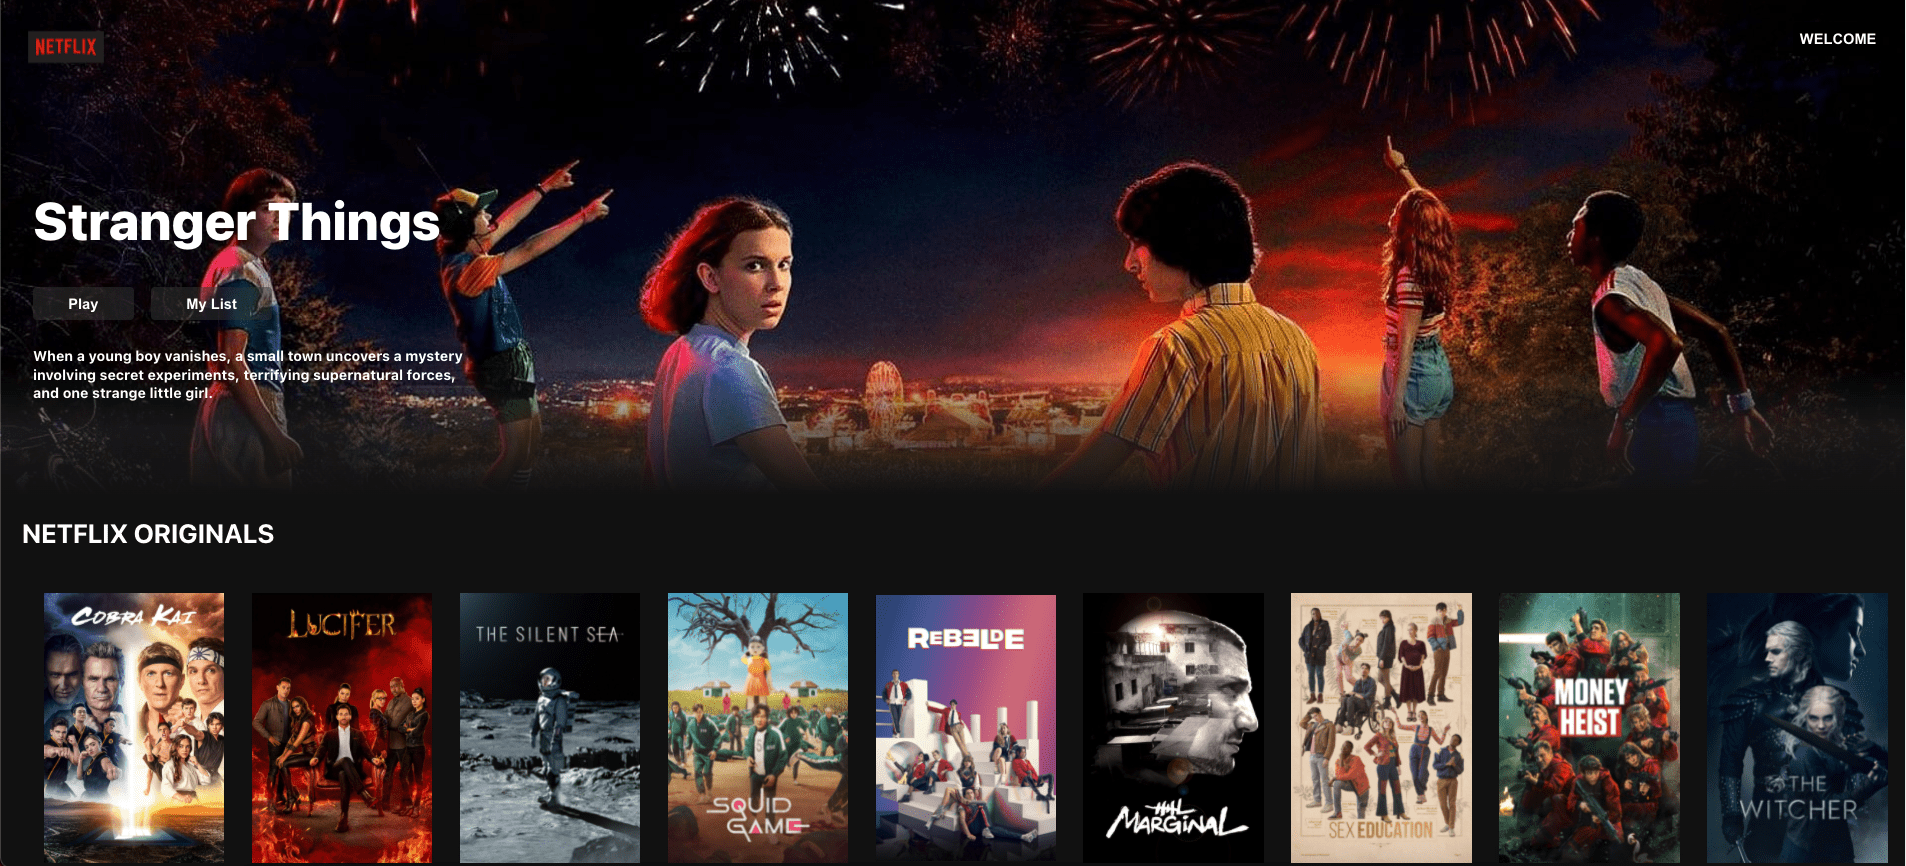 NETFLIX
WELCOME
Stranger Things
Play
My List
When a young boy vanishes, a small town uncovers a mystery
involving secret experiments, terrifying supernatural forces,
and one strange little girl.
NETFLIX ORIGINALS
COBRA KAI
LUCIFER
THE SILENT SEA
SQUID
GAME
REBELDE
MARGINAL
SEX EDUCATION
MONEY
HEIST
THE
WITCHER